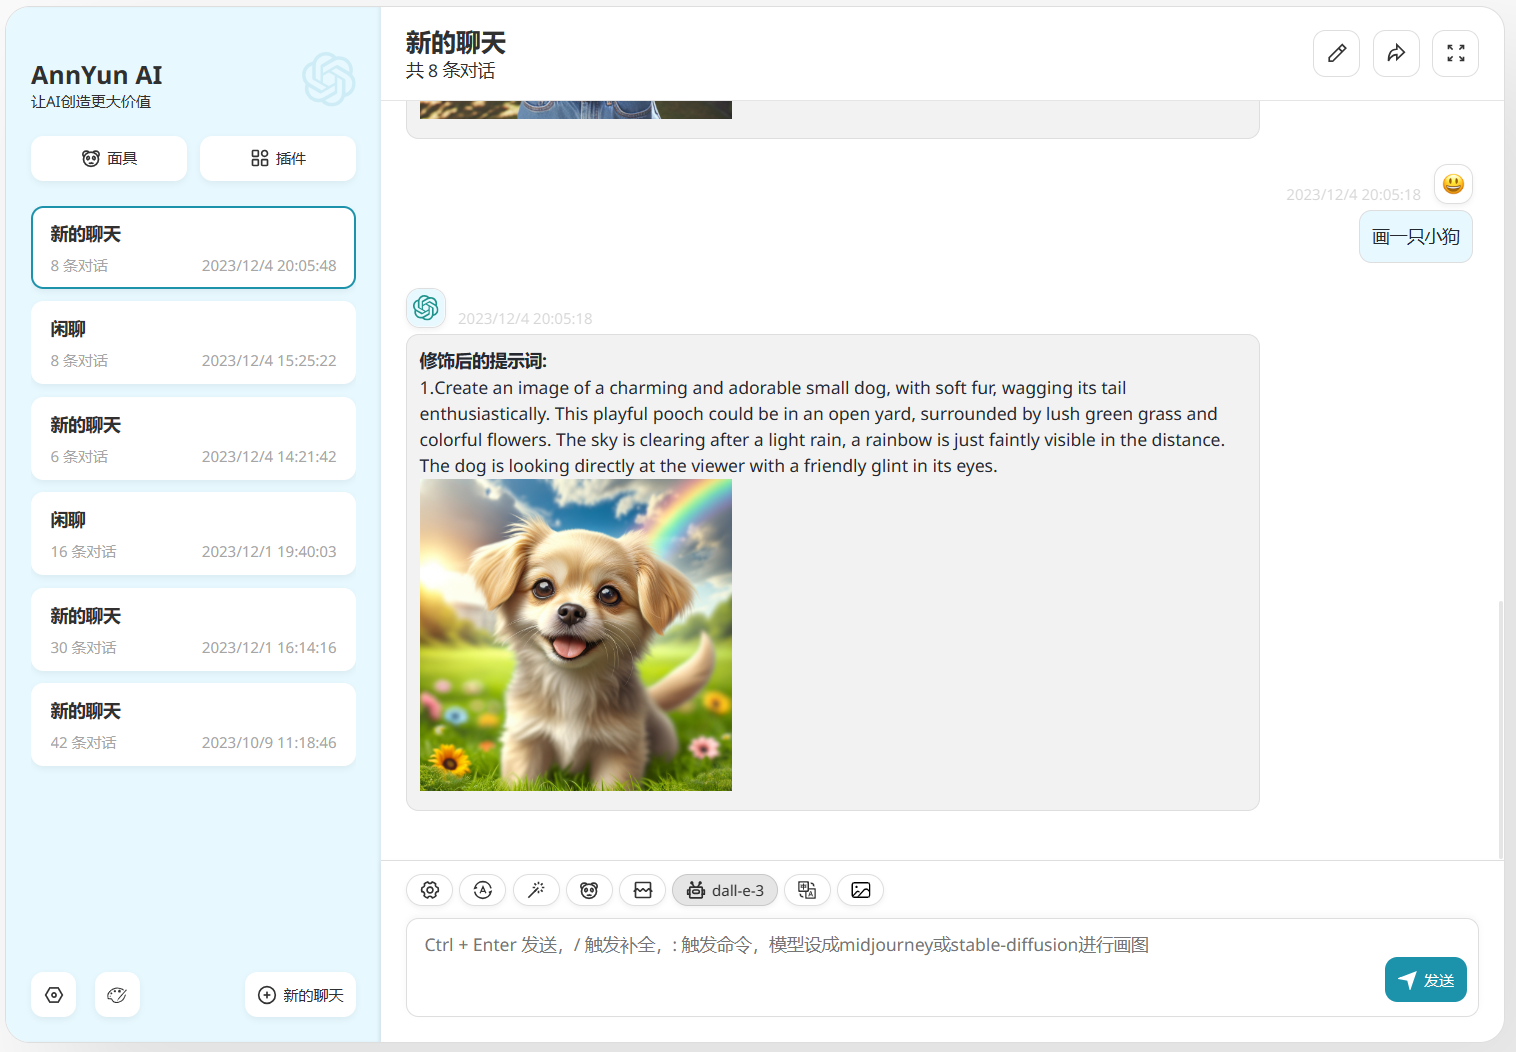 AnnYun AI
让AI创造更大价值
面具
插件
新的聊天
8 条对话
2023/12/4 20:05:48
闲聊
8 条对话
2023/12/4 15:25:22
新的聊天
6 条对话
2023/12/4 14:21:42
闲聊
16 条对话
2023/12/1 19:40:03
新的聊天
30 条对话
2023/12/1 16:14:16
新的聊天
42 条对话
2023/10/9 11:18:46
新的聊天
新的聊天
共 8 条对话
2023/12/4 20:05:18
画一只小狗
2023/12/4 20:05:18
修饰后的提示词:
1.Create an image of a charming and adorable small dog, with soft fur, wagging its tail
enthusiastically. This playful pooch could be in an open yard, surrounded by lush green grass and
colorful flowers. The sky is clearing after a light rain, a rainbow is just faintly visible in the distance.
The dog is looking directly at the viewer with a friendly glint in its eyes.
dall-e-3
Ctrl + Enter 发送，/ 触发补全，: 触发命令，模型设成midjourney或stable-diffusion进行画图
发送